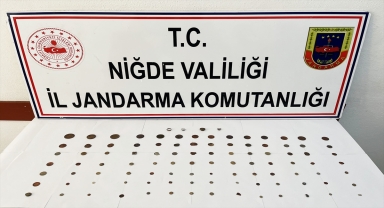 T.C.
NİĞDE VALİLİĞİ
İL JANDARMA KOMUTANLIĞI